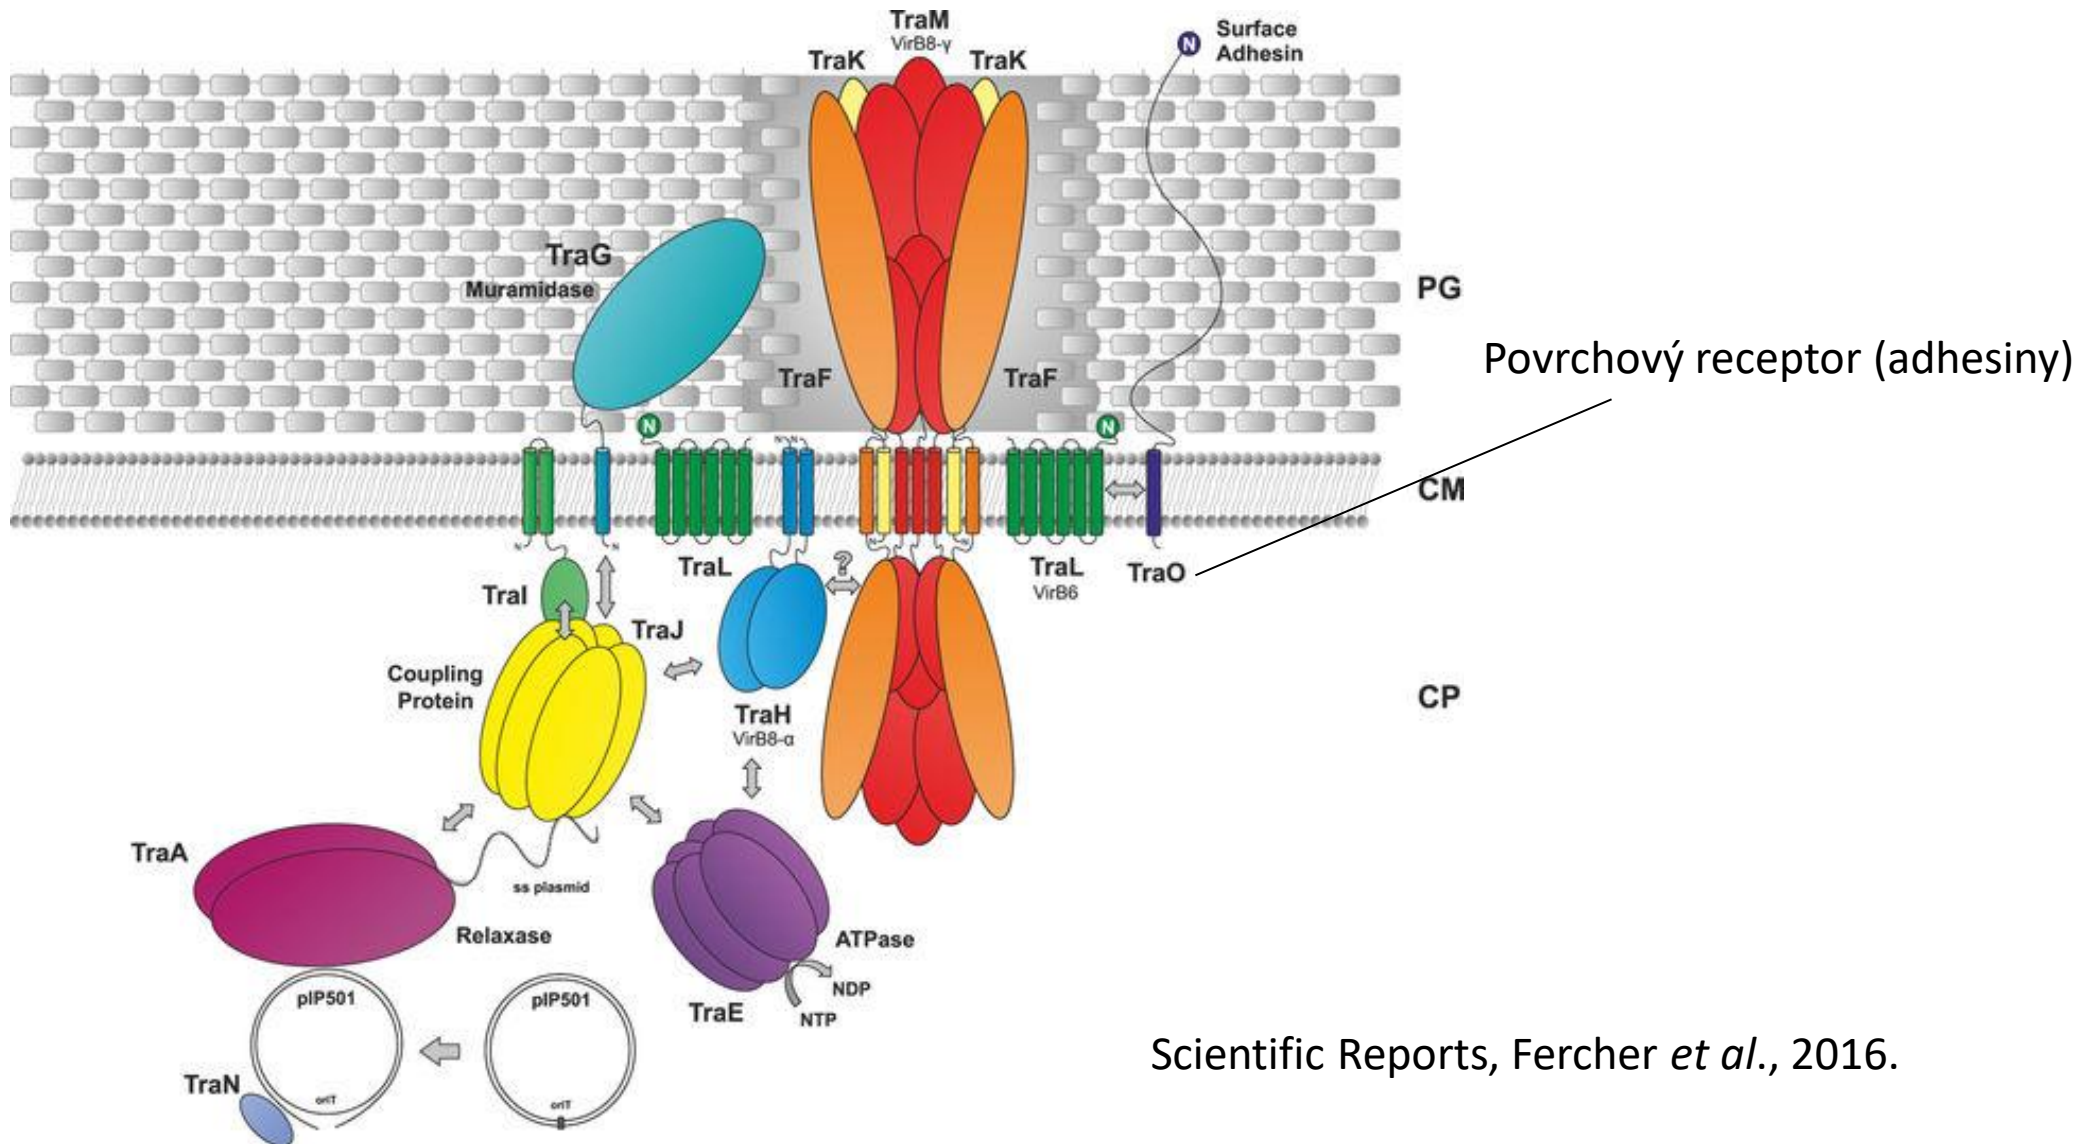 TraM
VirB8-γ
TraK
TraK
N
Surface
Adhesin
TraG
Muramidase
PG
Povrchový receptor (adhesiny)
TraF
TraF
N
N
N
N
CM
N
N
N
N
?
TraL
TraL
VirB6
TraO
TraI
TraJ
Coupling
Protein
CP
TraH
VirB8-α
TraA
ss plasmid
Relaxase
ATPase
NDP
NTP
TraE
pIP501
pIP501
oriT
oriT
TraN
Scientific Reports, Fercher et al., 2016.